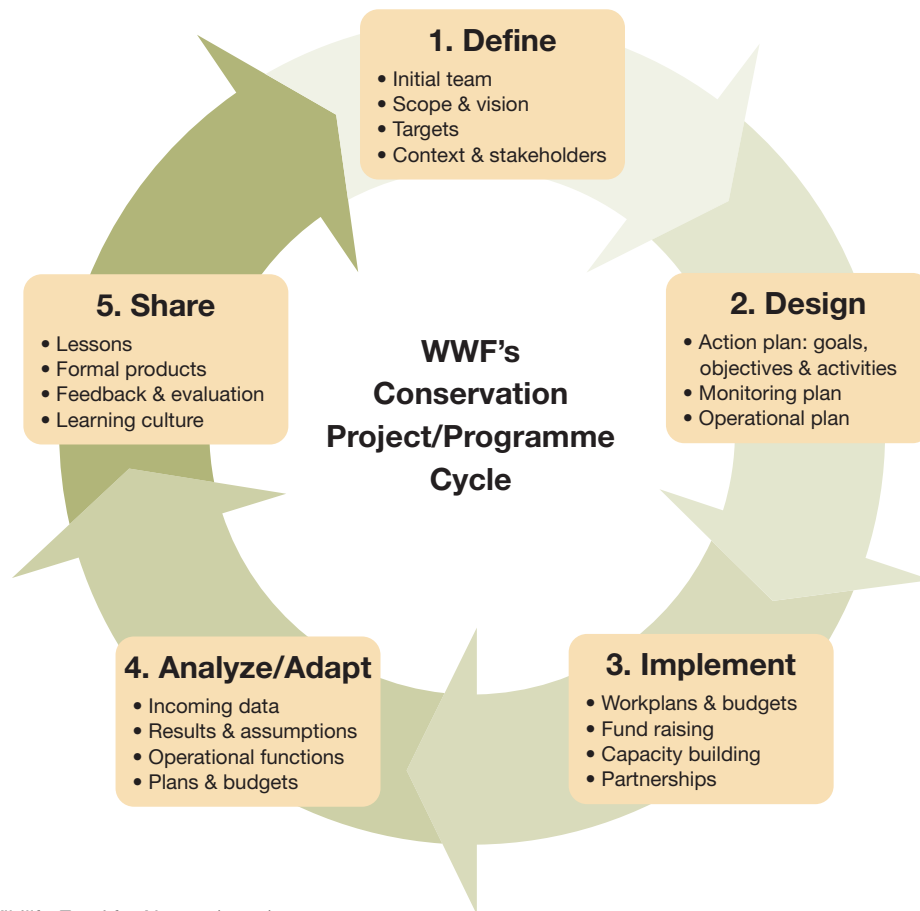 1. Define
• Initial team
• Scope & vision
• Targets
• Context & stakeholders
2. Design
• Action plan: goals,
objectives & activities
• Monitoring plan
• Operational plan
3. Implement
• Workplans & budgets
• Fund raising
• Capacity building
• Partnerships
4. Analyze/Adapt
• Incoming data
• Results & assumptions
• Operational functions
• Plans & budgets
5. Share
• Lessons
• Formal products
• Feedback & evaluation
• Learning culture
WWF's
Conservation
Project/Programme
Cycle